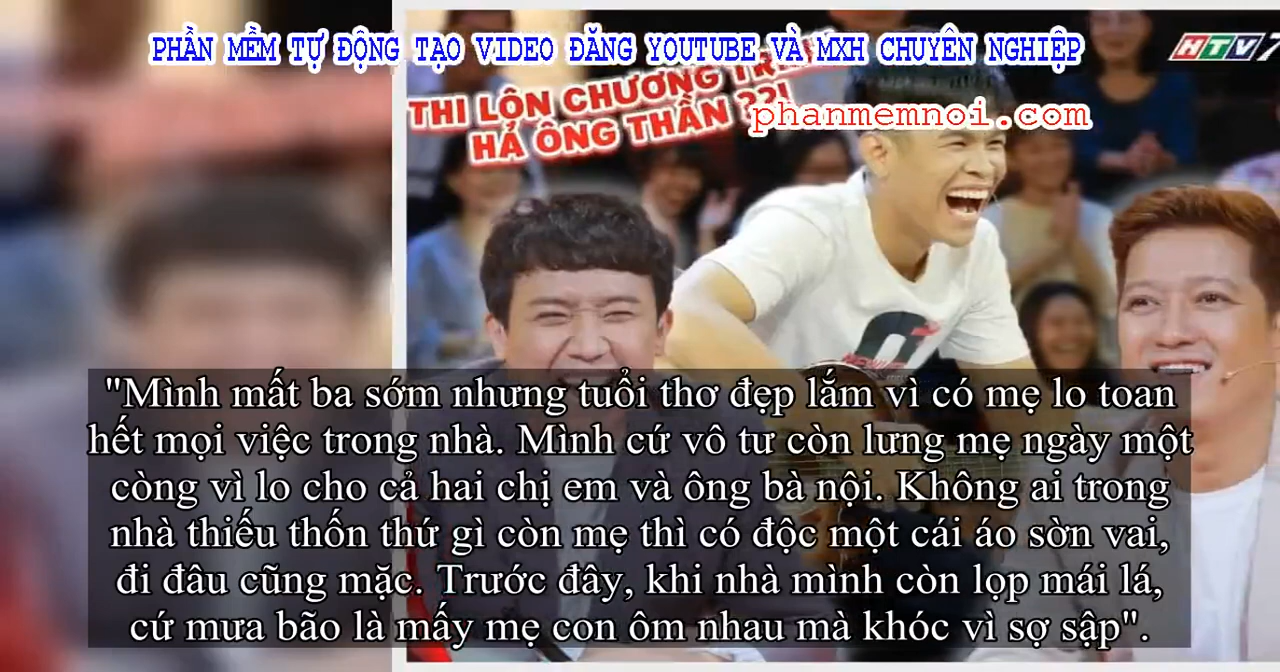 PHẦN MỀM TỰ ĐỘNG TẠO VIDEO ĐĂNG YOUTUBE VÀ MXH CHUYÊN NGHIỆP
HTV7
THI LỘN CHƯƠNG TRÌNH
HẢ ÔNG THẦN ??!
phanmemnoi.com
"Mình mất ba sớm nhưng tuổi thơ đẹp lắm vì có mẹ lo toan
hết mọi việc trong nhà. Mình cứ vô tư còn lưng mẹ ngày một
còng vì lo cho cả hai chị em và ông bà nội. Không ai trong
nhà thiếu thốn thứ gì còn mẹ thì có độc một cái áo sờn vai,
đi đâu cũng mặc. Trước đây, khi nhà mình còn lọp mái lá,
cứ mưa bão là mấy mẹ con ôm nhau mà khóc vì sợ sập".